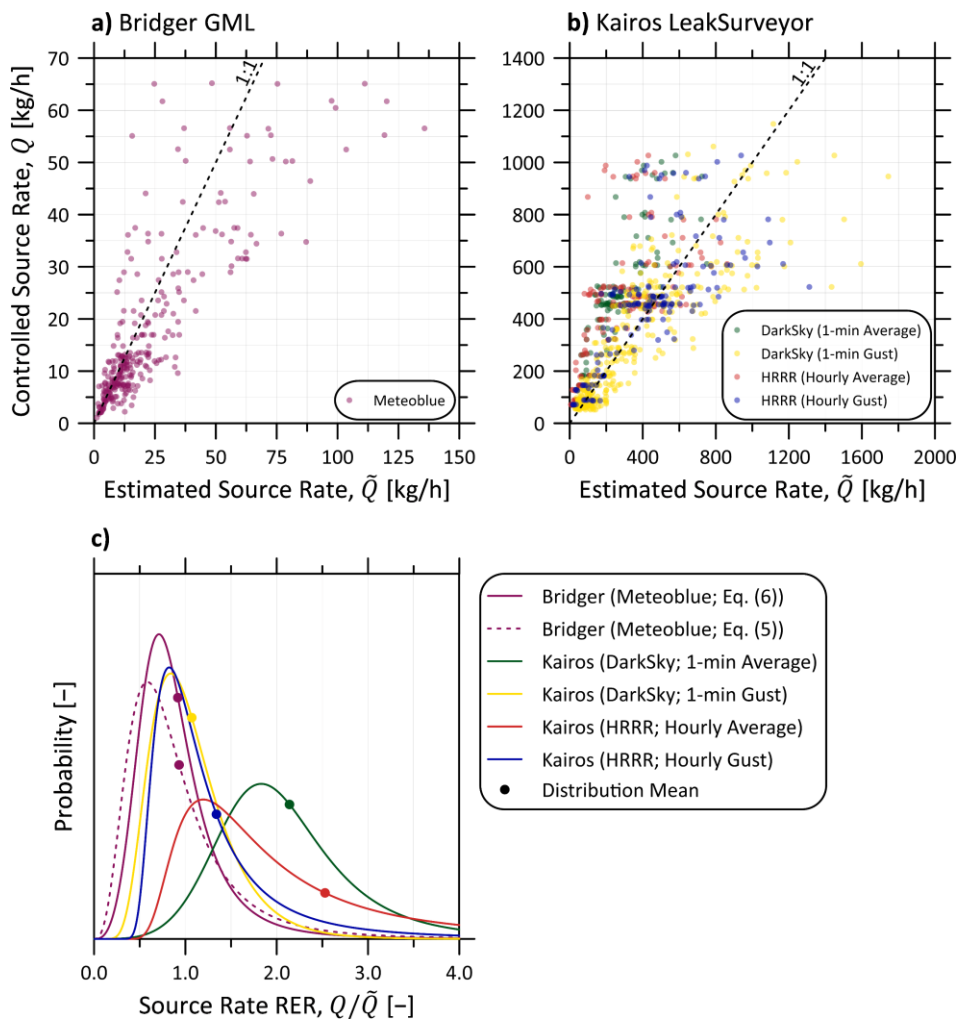 a) Bridger GML
70
60
50
40
30
20
10
0
Controlled Source Rate, Q [kg/h]
1:1
Meteoblue
0 25 50 75 100 125 150
Estimated Source Rate, Q̃ [kg/h]
b) Kairos LeakSurveyor
1400
1200
1000
800
600
400
200
0
1:1
DarkSky (1-min Average)
DarkSky (1-min Gust)
HRRR (Hourly Average)
HRRR (Hourly Gust)
0 400 800 1200 1600 2000
Estimated Source Rate, Q̃ [kg/h]
c)
Probability [–]
0.0 1.0 2.0 3.0 4.0
Source Rate RER, Q/Q̃ [–]
Bridger (Meteoblue; Eq. (6))
Bridger (Meteoblue; Eq. (5))
Kairos (DarkSky; 1-min Average)
Kairos (DarkSky; 1-min Gust)
Kairos (HRRR; Hourly Average)
Kairos (HRRR; Hourly Gust)
Distribution Mean